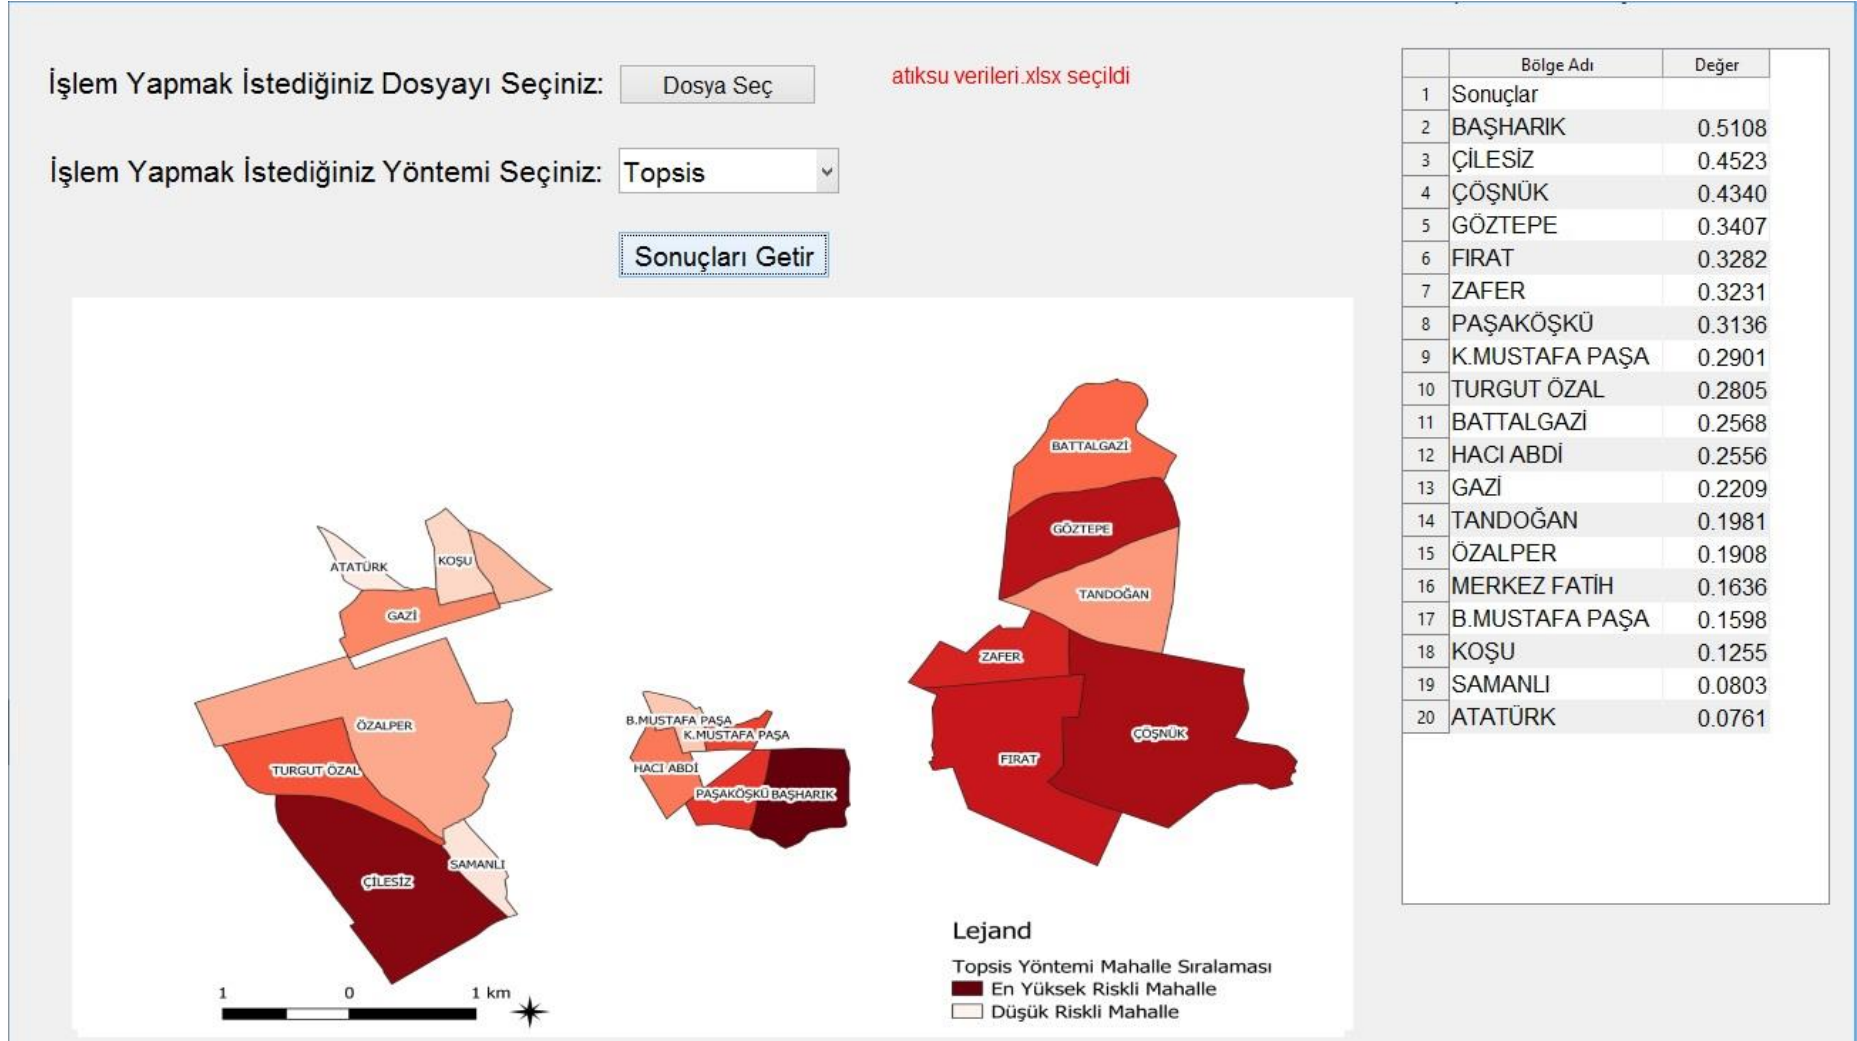 İşlem Yapmak İstediğiniz Dosyayı Seçiniz: Dosya Seç atıksu verileri.xlsx seçildi
İşlem Yapmak İstediğiniz Yöntemi Seçiniz: Topsis
Sonuçları Getir
BATTALGAZİ
GÖZTEPE
ATATÜRK
KOŞU
TANDOĞAN
GAZİ
ZAFER
B.MUSTAFA PAŞA
ÖZALPER
K.MUSTAFA PAŞA
ÇÖŞNÜK
FIRAT
HACI ABDİ
TURGUT ÖZAL
PAŞAKÖŞKÜ BAŞHARIK
SAMANLI
ÇİLESİZ
1 0 1 km
Lejand
Topsis Yöntemi Mahalle Sıralaması
En Yüksek Riskli Mahalle
Düşük Riskli Mahalle
Bölge Adı Değer
1 Sonuçlar
2 BAŞHARIK 0.5108
3 ÇİLESİZ 0.4523
4 ÇÖŞNÜK 0.4340
5 GÖZTEPE 0.3407
6 FIRAT 0.3282
7 ZAFER 0.3231
8 PAŞAKÖŞKÜ 0.3136
9 K.MUSTAFA PAŞA 0.2901
10 TURGUT ÖZAL 0.2805
11 BATTALGAZİ 0.2568
12 HACI ABDİ 0.2556
13 GAZİ 0.2209
14 TANDOĞAN 0.1981
15 ÖZALPER 0.1908
16 MERKEZ FATİH 0.1636
17 B.MUSTAFA PAŞA 0.1598
18 KOŞU 0.1255
19 SAMANLI 0.0803
20 ATATÜRK 0.0761